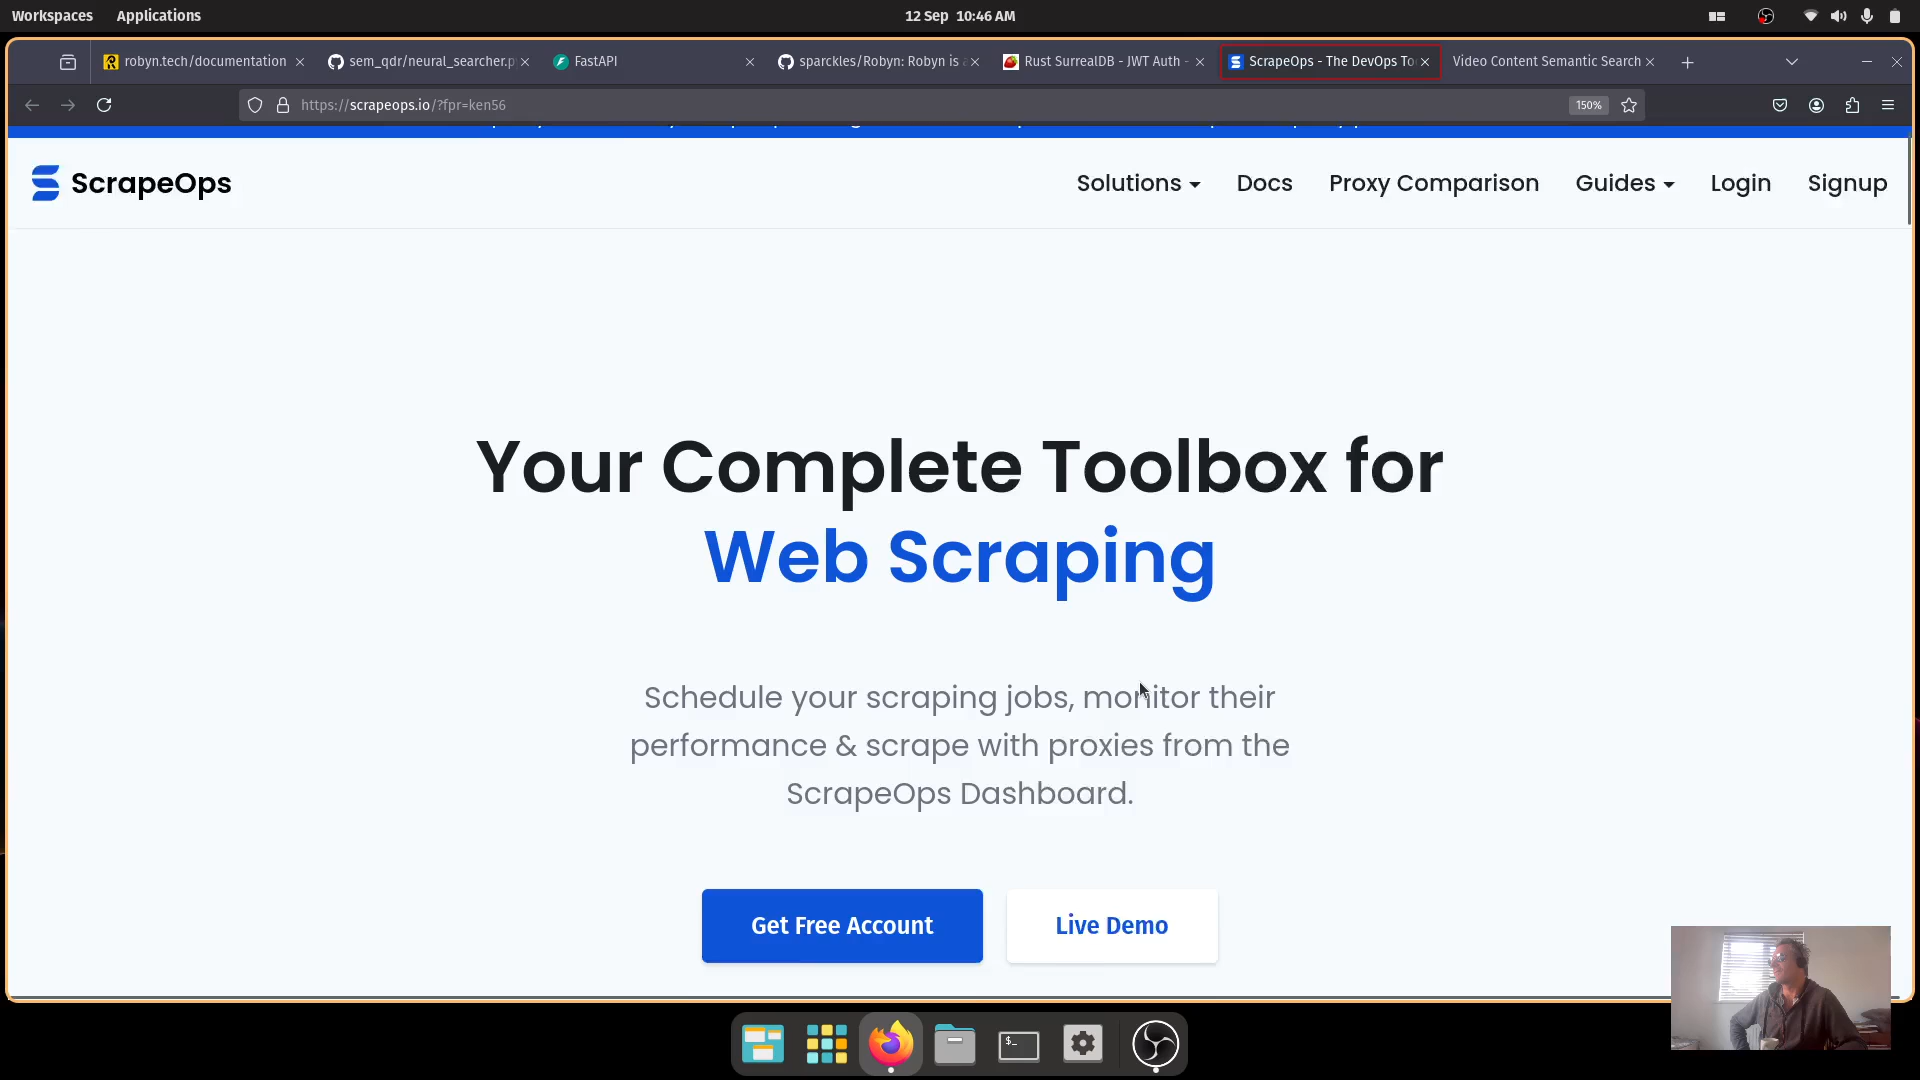 Workspaces Applications 12 Sep 10:46 AM
robyn.tech/documentation sem_qdr/neural_searcher.p FastAPI sparckles/Robyn: Robyn is a Rust SurrealDB - JWT Auth - ScrapeOps - The DevOps To Video Content Semantic Search
https://scrapeops.io/?fpr=ken56 150%
ScrapeOps Solutions Docs Proxy Comparison Guides Login Signup
Your Complete Toolbox for
Web Scraping
Schedule your scraping jobs, monitor their
performance & scrape with proxies from the
ScrapeOps Dashboard.
Get Free Account Live Demo
$_